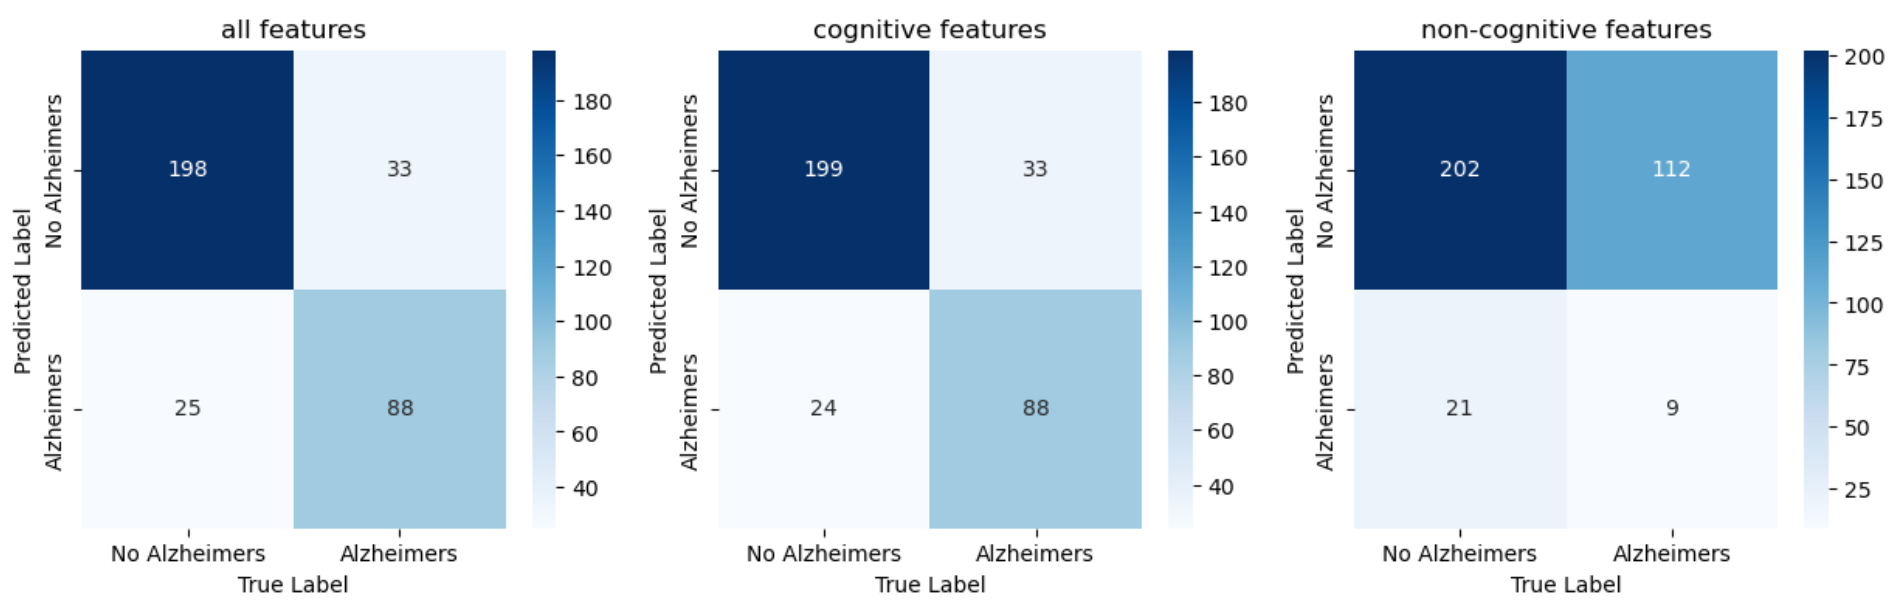 all features
Predicted Label
No Alzheimers
Alzheimers
198
33
25
88
No Alzheimers
Alzheimers
True Label
180
160
140
120
100
80
60
40
cognitive features
Predicted Label
No Alzheimers
Alzheimers
199
33
24
88
No Alzheimers
Alzheimers
True Label
180
160
140
120
100
80
60
40
non-cognitive features
Predicted Label
No Alzheimers
Alzheimers
202
112
21
9
No Alzheimers
Alzheimers
True Label
200
175
150
125
100
75
50
25